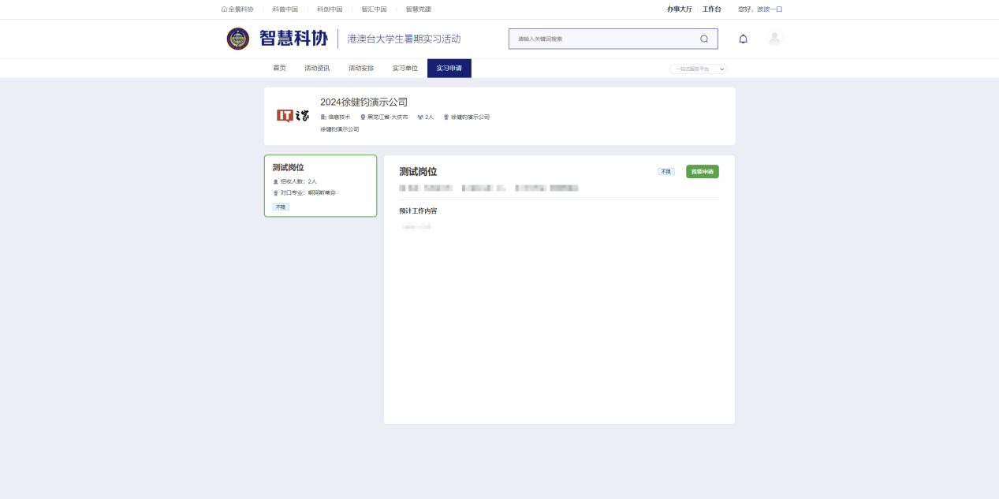 全景科协 科普中国 科创中国 智汇中国 智慧党建 办事大厅 工作台 您好，波波一口
智慧科协 港澳台大学生暑期实习活动 请输入关键词搜索
首页 活动资讯 活动安排 实习单位 实习申请 一站式服务平台
2024徐健钧演示公司
IT
信息技术 黑龙江省-大庆市 2人 徐健钧演示公司
徐健钧演示公司
测试岗位
招收人数：2人
对口专业：啊阿斯蒂芬
不限
测试岗位 不限 我要申请
预计工作内容